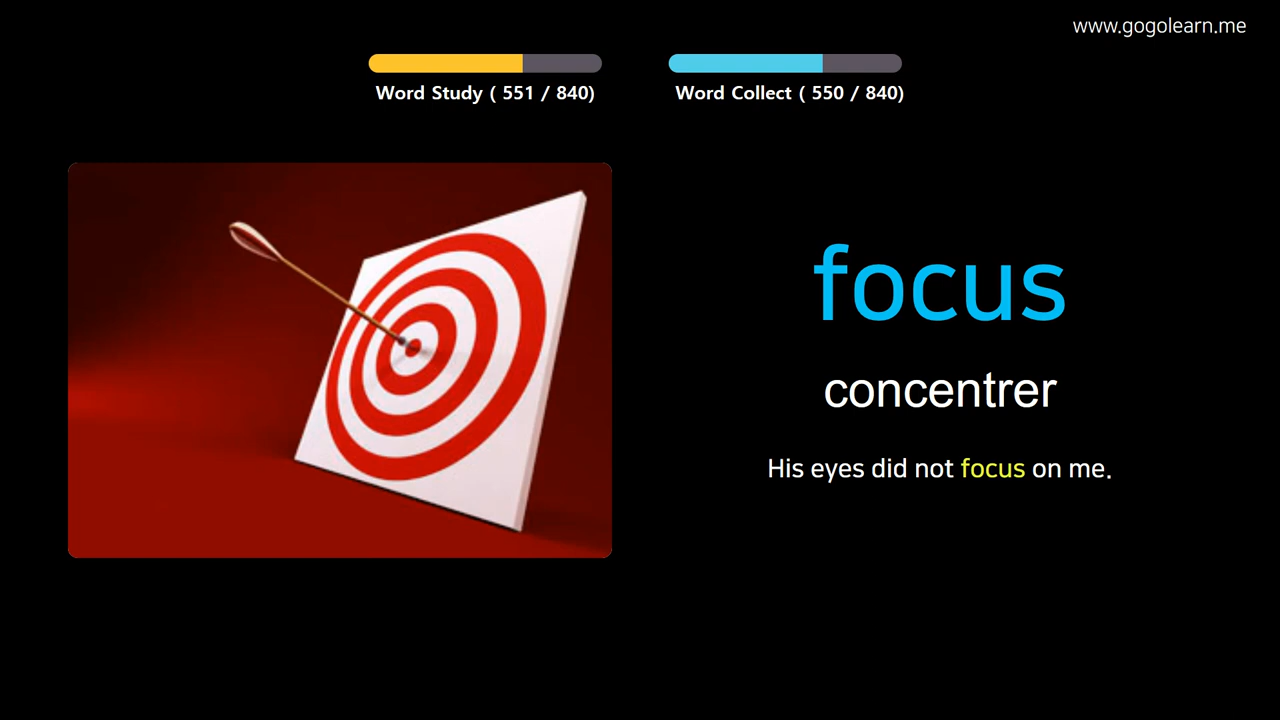 www.gogolearn.me
Word Study ( 551 / 840)
Word Collect ( 550 / 840)
focus
concentrer
His eyes did not focus on me.